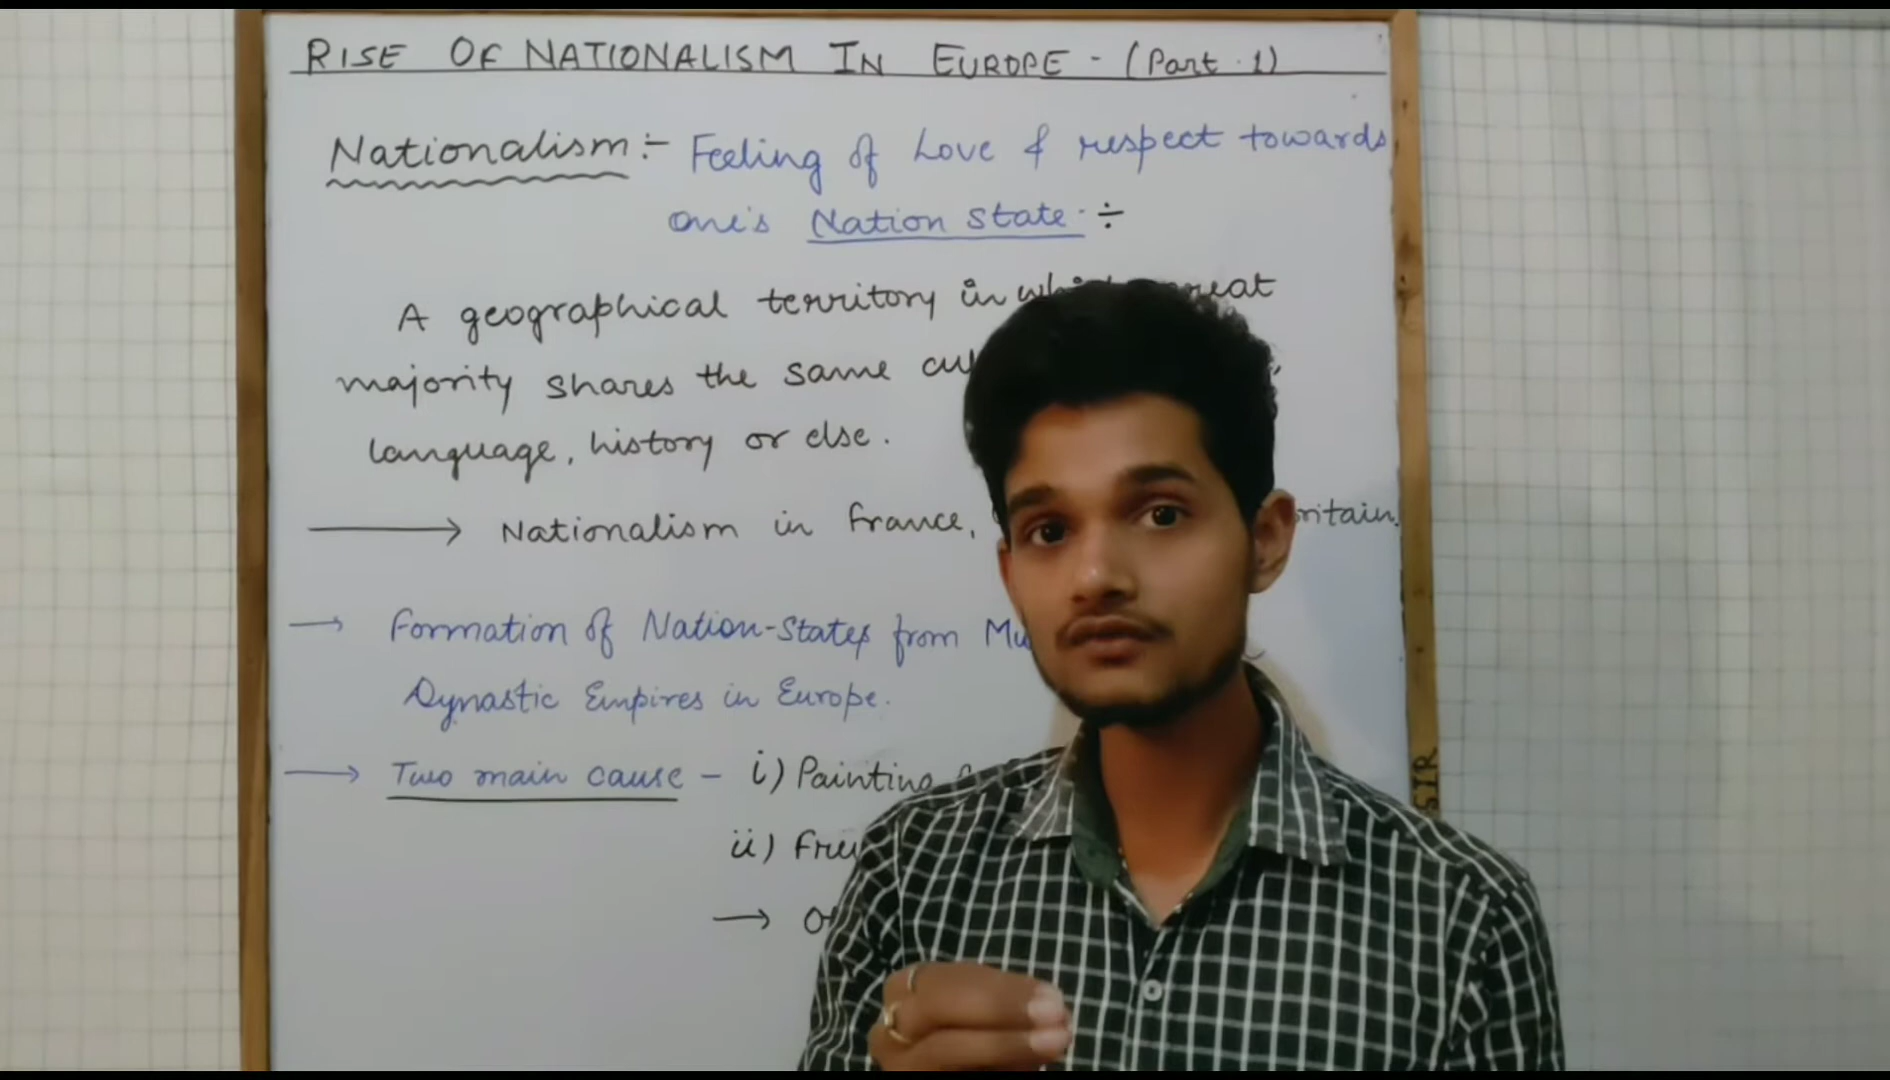 RISE OF NATIONALISM IN EUROPE - (Part 1)
Nationalism :- Feeling of Love & respect towards
one's Nation State. ÷
A geographical territory in
majority shares the same
language, history or else.
→ Nationalism in France,
→ Formation of Nation-States from
Dynastic Empires in Europe.
→ Two main cause - i) Painting
ii)
→
SIR